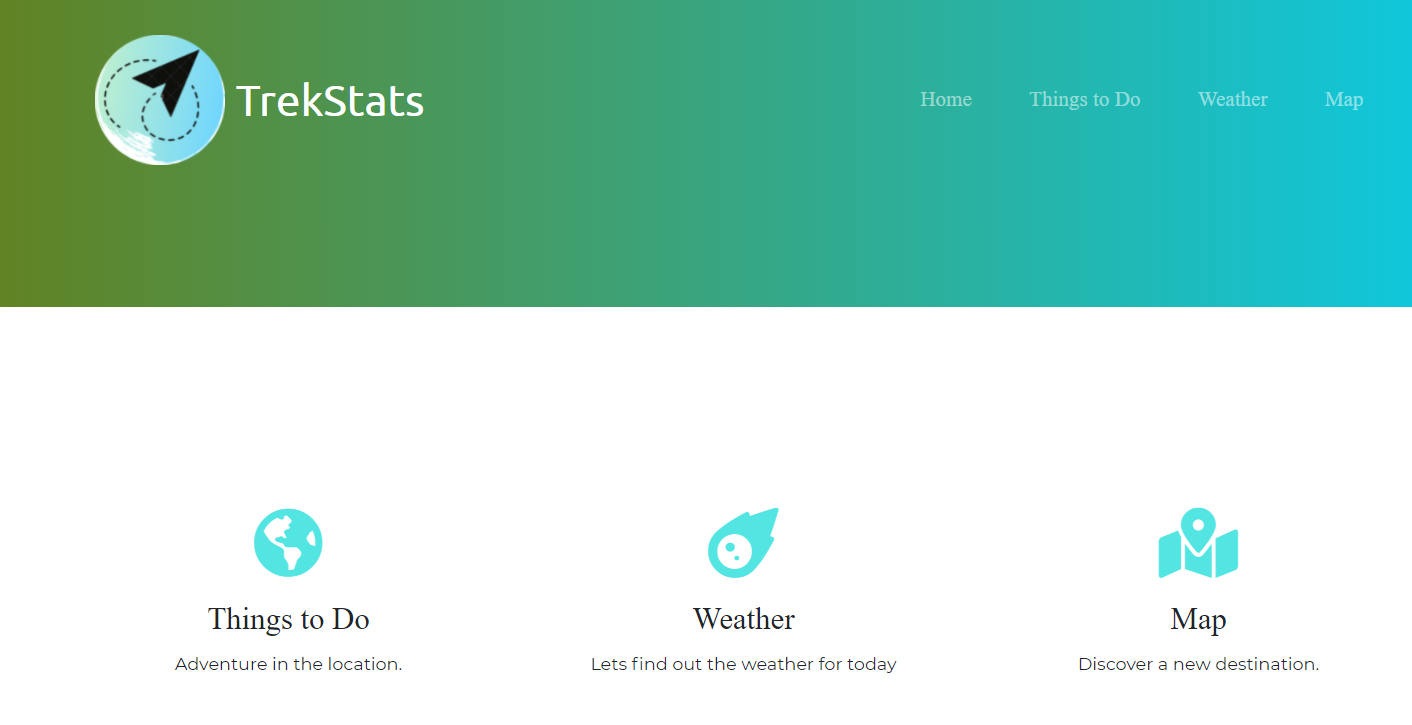 TrekStats
Home Things to Do Weather Map
Things to Do Weather Map
Adventure in the location. Lets find out the weather for today Discover a new destination.